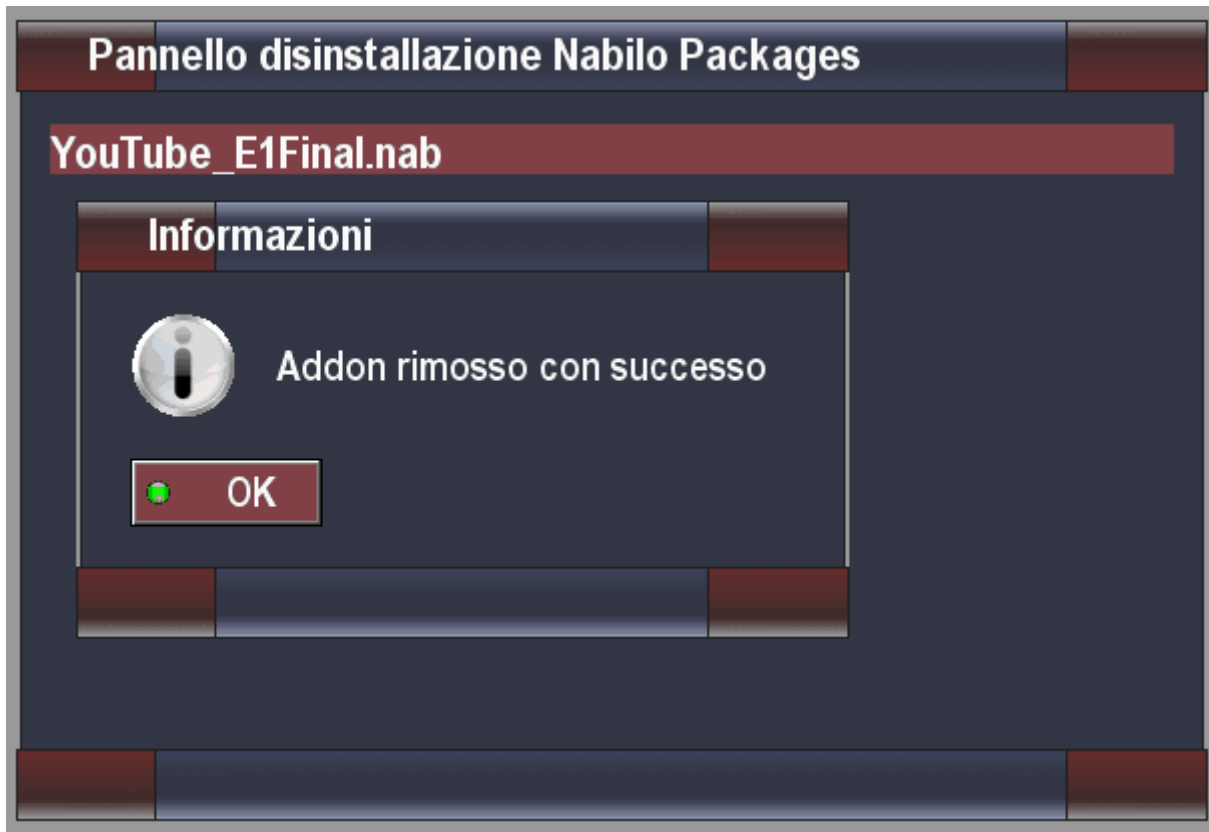 Pannello disinstallazione Nabilo Packages
YouTube_E1Final.nab
Informazioni
Addon rimosso con successo
OK